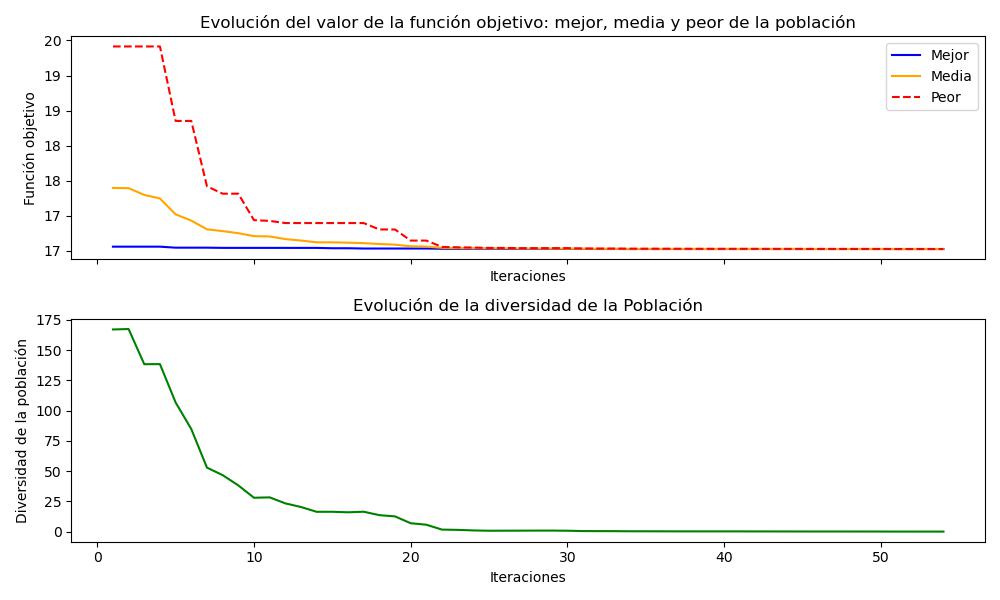 Evolución del valor de la función objetivo: mejor, media y peor de la población
Función objetivo
20
19
19
18
18
17
17
Mejor
Media
Peor
Iteraciones
Evolución de la diversidad de la Población
Diversidad de la población
175
150
125
100
75
50
25
0
0 10 20 30 40 50
Iteraciones